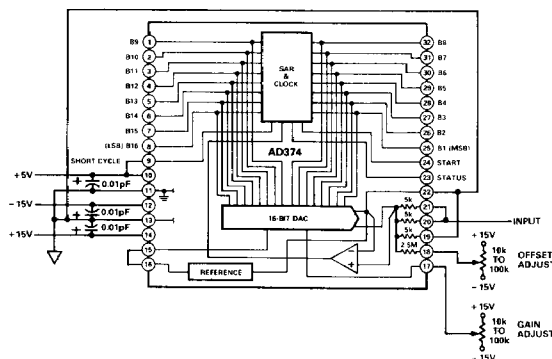 B9 1
B10 2
B11 3
B12 4
B13 5
B14 6
B15 7
(LSB) B16 8
SHORT CYCLE 9
+5V 10
0.01pF
11
-15V 12
0.01pF
13
0.01pF
+15V 14
15
16
SAR
&
CLOCK
AD374
16-BIT DAC
REFERENCE
32 B8
31 B7
30 B6
29 B5
28 B4
27 B3
26 B2
25 B1 (MSB)
24 START
23 STATUS
22
5k 21
5k 20 INPUT
5k 19
2.5M 18
17
+15V
10k
TO
100k
-15V
OFFSET
ADJUST
+15V
10k
TO
100k
-15V
GAIN
ADJUST